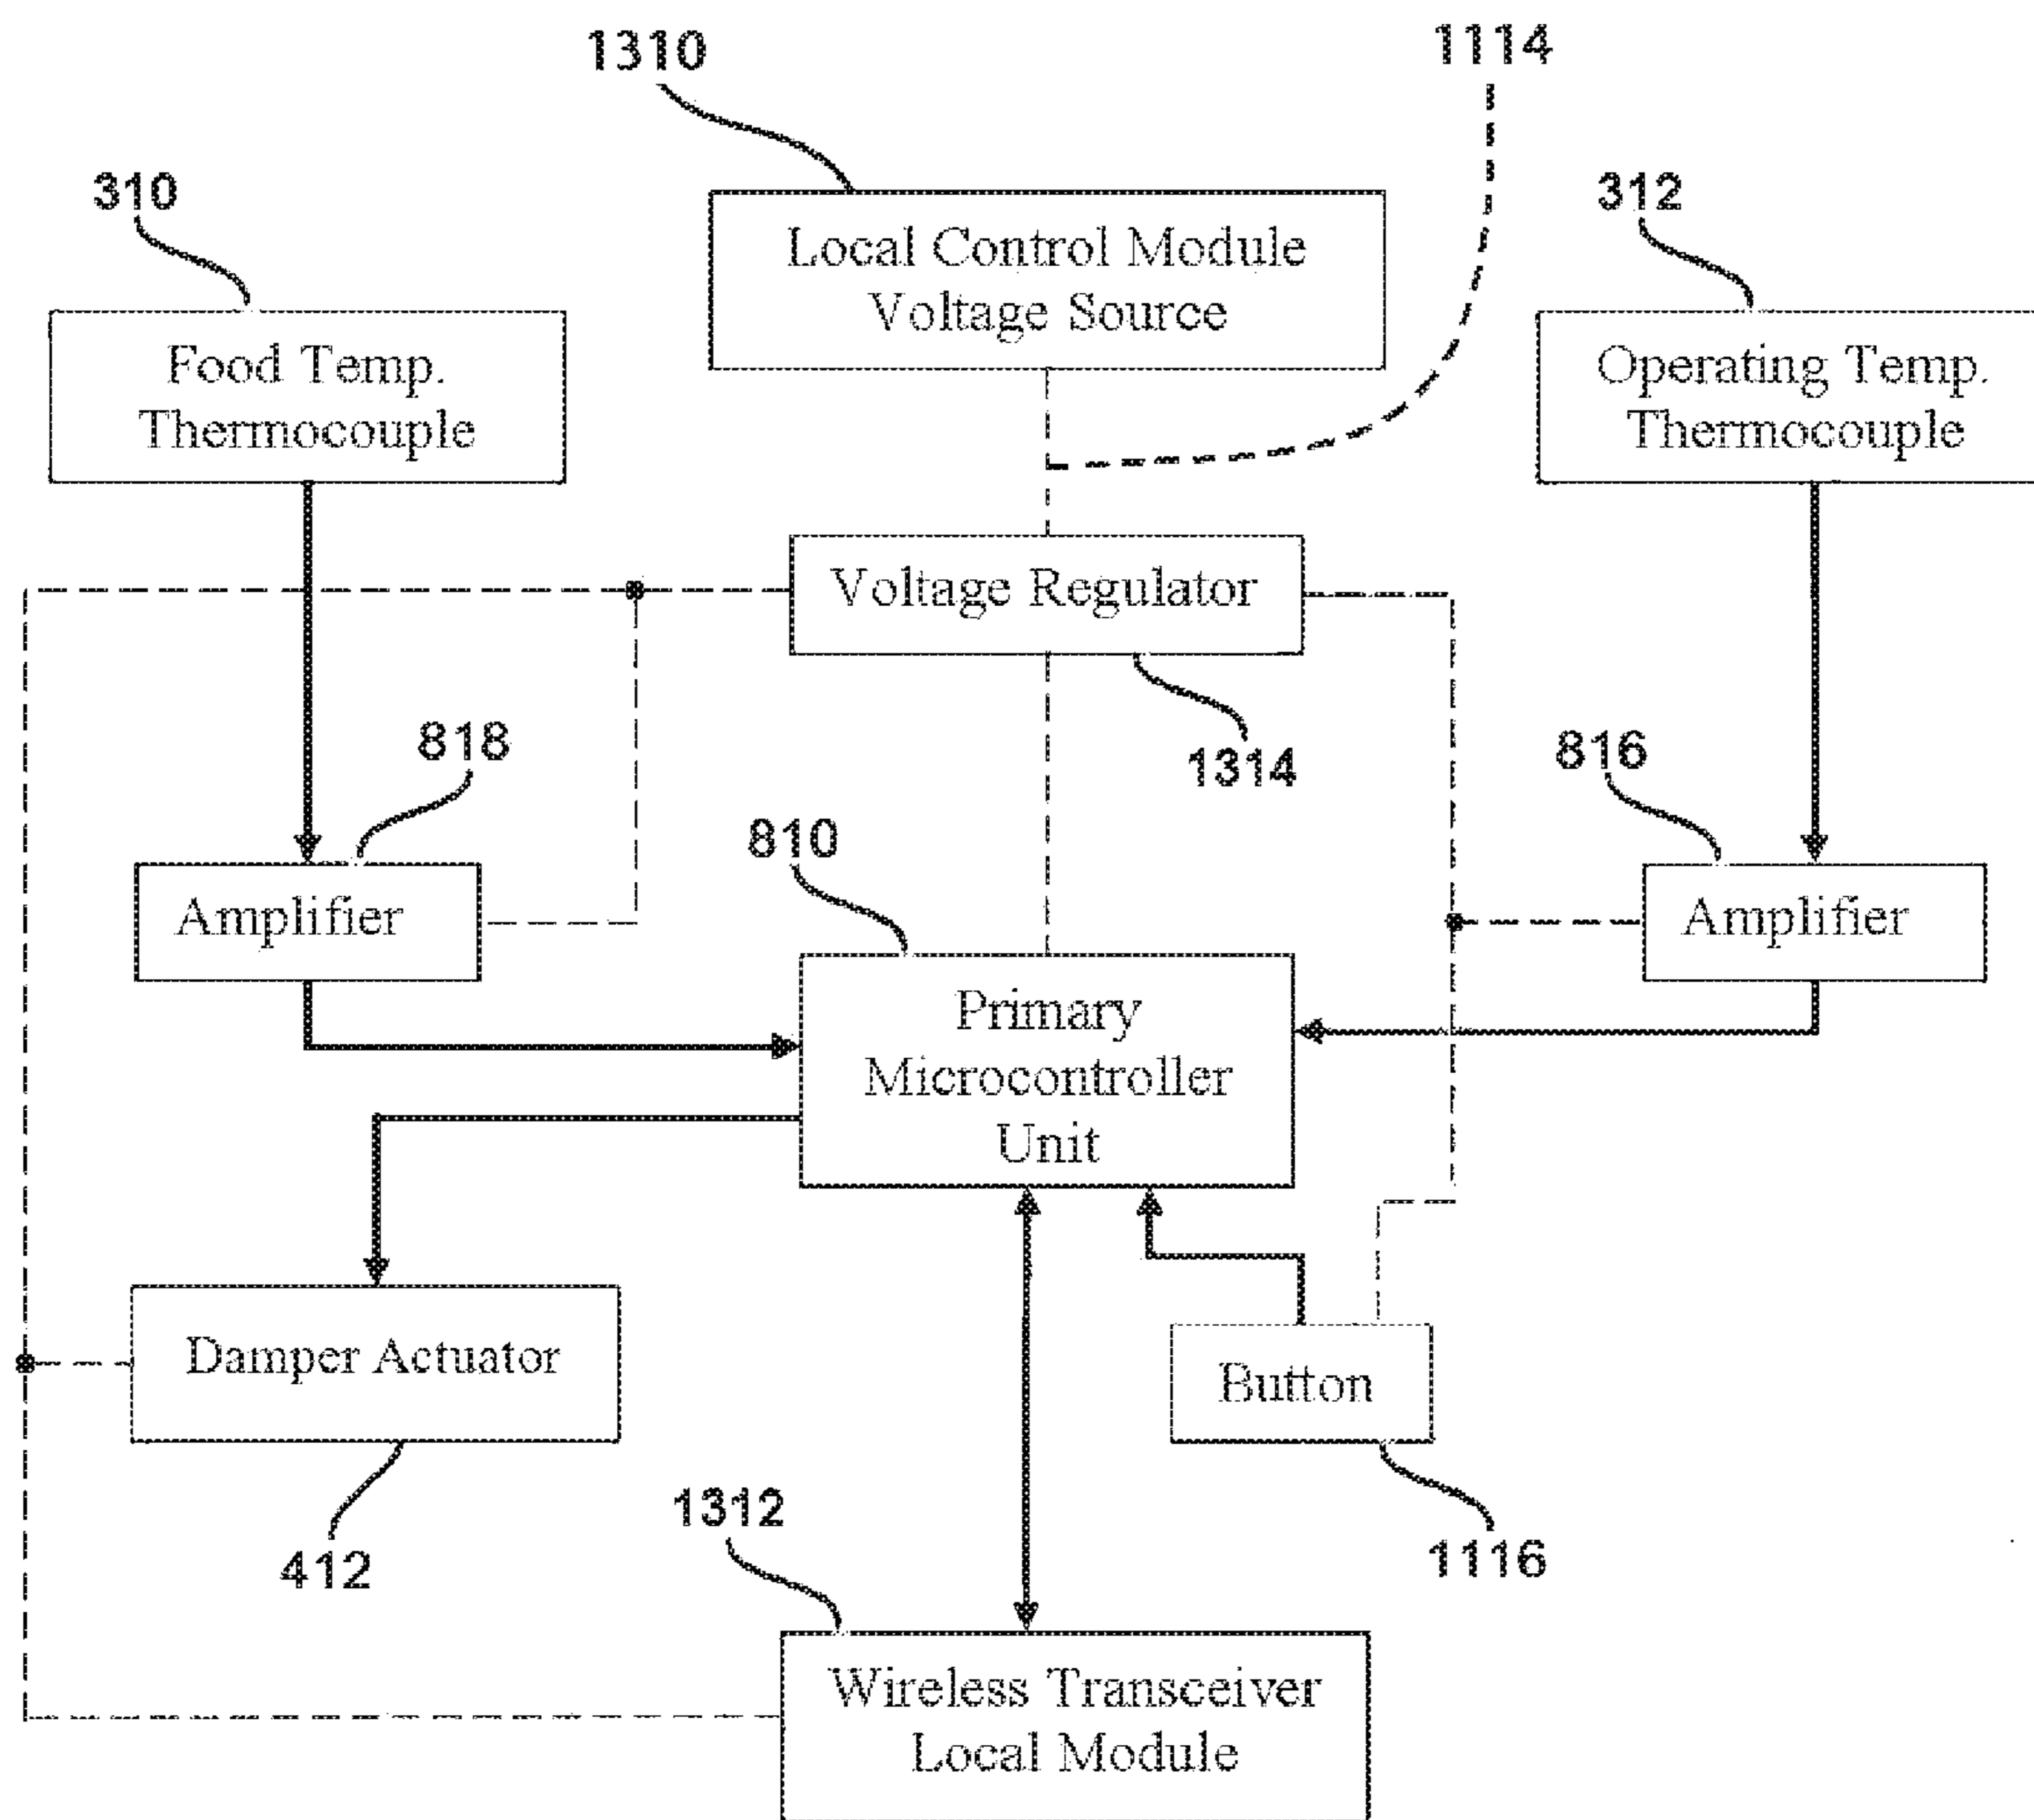 1310
1114
310
312
Local Control Module
Voltage Source
Food Temp.
Thermocouple
Operating Temp.
Thermocouple
Voltage Regulator
818
1314
816
810
Amplifier
Amplifier
Primary
Microcontroller
Unit
Damper Actuator
Button
1312
412
1116
Wireless Transceiver
Local Module